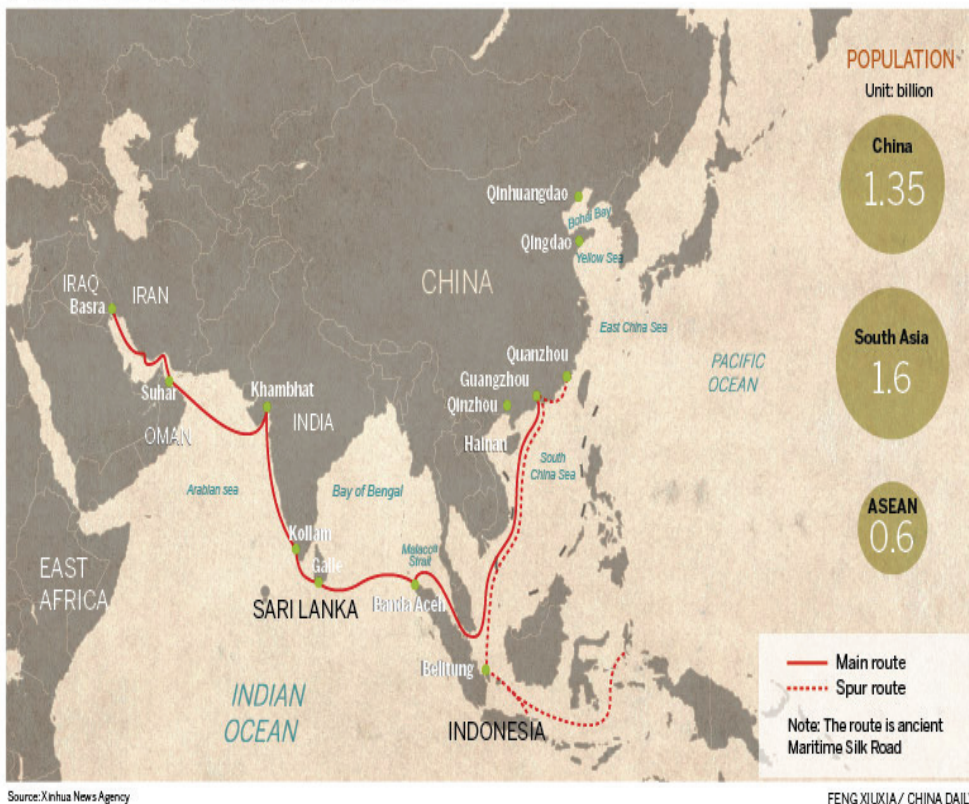 POPULATION
Unit: billion
China
1.35
South Asia
1.6
ASEAN
0.6
Qinhuangdao
Bohai Bay
Qingdao
Yellow Sea
CHINA
IRAQ
IRAN
Basra
East China Sea
PACIFIC
OCEAN
Quanzhou
Guangzhou
Qinzhou
Hainan
South
China Sea
Suhar
OMAN
Khambhat
INDIA
Arabian sea
Bay of Bengal
Kollam
Galle
Malacca
Strait
Banda Aceh
EAST
AFRICA
SARI LANKA
Belitung
INDIAN
OCEAN
INDONESIA
Main route
Spur route
Note: The route is ancient
Maritime Silk Road
Source: Xinhua News Agency
FENG XIUXIA / CHINA DAILY